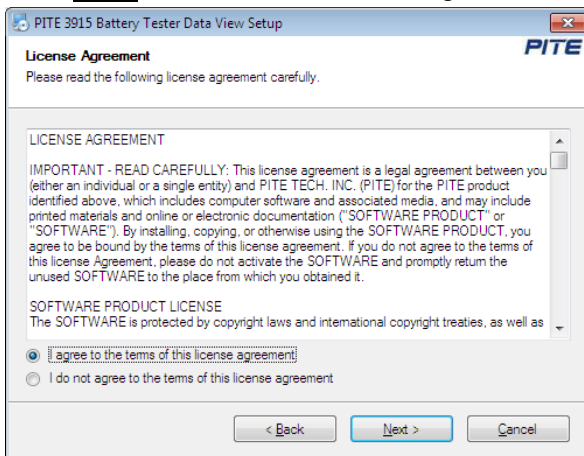 PITE 3915 Battery Tester Data View Setup
License Agreement
PITE
Please read the following license agreement carefully.
LICENSE AGREEMENT
IMPORTANT - READ CAREFULLY: This license agreement is a legal agreement between you
(either an individual or a single entity) and PITE TECH. INC. (PITE) for the PITE product
identified above, which includes computer software and associated media, and may include
printed materials and online or electronic documentation ("SOFTWARE PRODUCT" or
"SOFTWARE"). By installing, copying, or otherwise using the SOFTWARE PRODUCT, you
agree to be bound by the terms of this license agreement. If you do not agree to the terms of
this license Agreement, please do not activate the SOFTWARE and promptly return the
unused SOFTWARE to the place from which you obtained it.
SOFTWARE PRODUCT LICENSE
The SOFTWARE is protected by copyright laws and international copyright treaties, as well as
I agree to the terms of this license agreement
I do not agree to the terms of this license agreement
< Back
Next >
Cancel